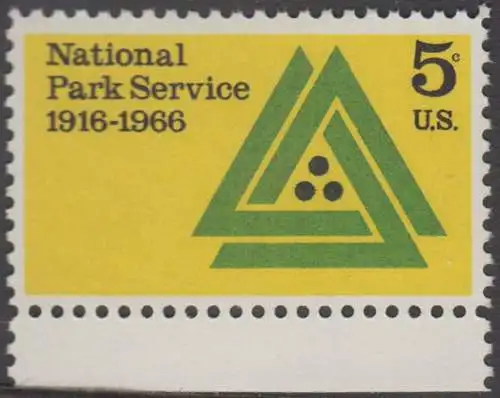 National
Park Service
1916-1966
5c
U.S.